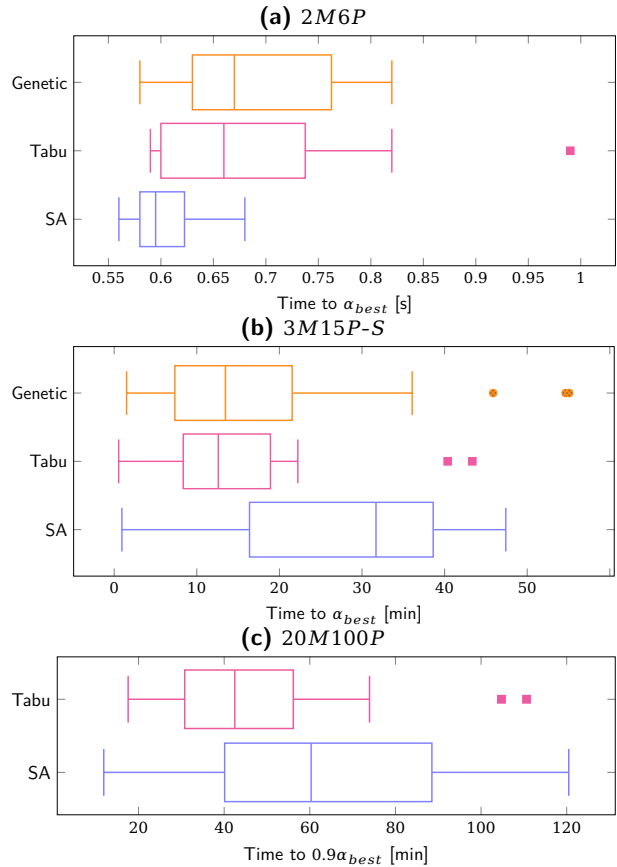 (a) 2M6P
Genetic
Tabu
SA
0.55 0.6 0.65 0.7 0.75 0.8 0.85 0.9 0.95 1
Time to α_best [s]
(b) 3M15P-S
Genetic
Tabu
SA
0 10 20 30 40 50
Time to α_best [min]
(c) 20M100P
Tabu
SA
20 40 60 80 100 120
Time to 0.9α_best [min]